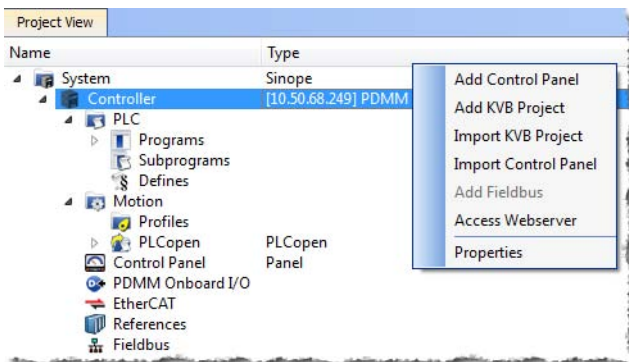 Project View
Name Type
System Sinope
Controller [10.50.68.249] PDMM
PLC
Programs
Subprograms
Defines
Motion
Profiles
PLCopen PLCopen
Control Panel Panel
PDMM Onboard I/O
EtherCAT
References
Fieldbus
Add Control Panel
Add KVB Project
Import KVB Project
Import Control Panel
Add Fieldbus
Access Webserver
Properties